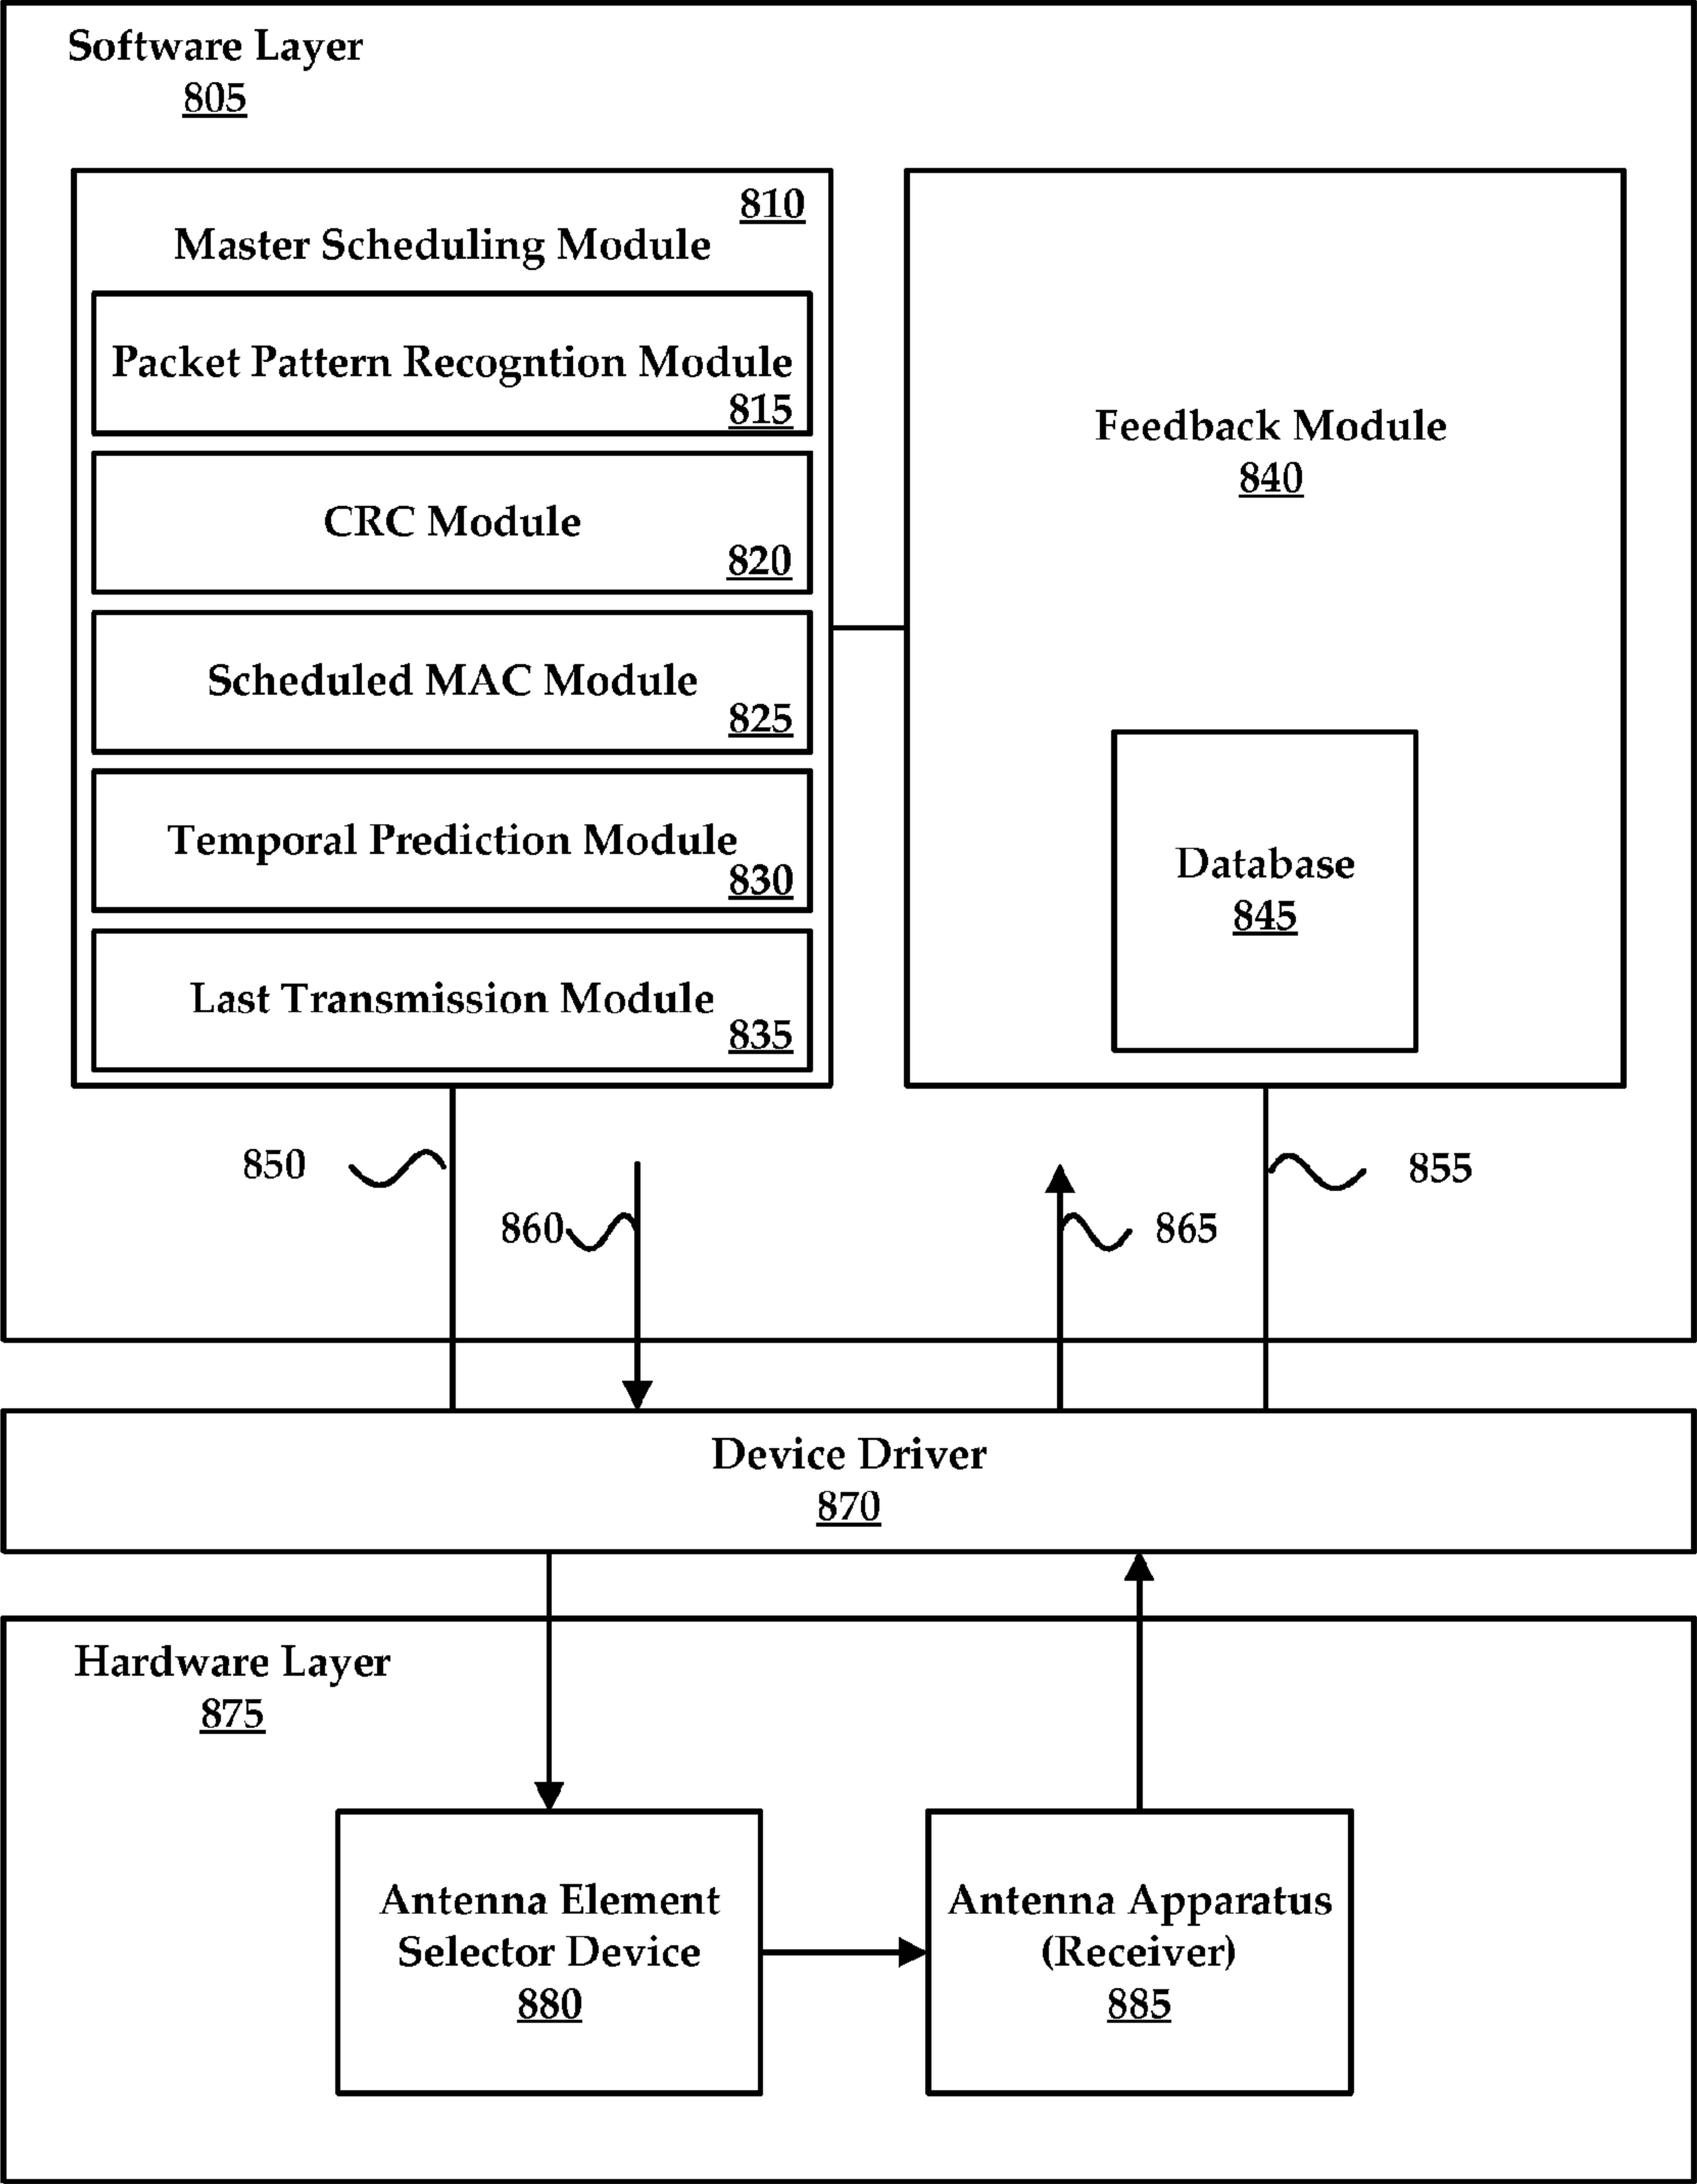 Software Layer
805
810
Master Scheduling Module
Packet Pattern Recogntion Module
815
CRC Module
820
Scheduled MAC Module
825
Temporal Prediction Module
830
Last Transmission Module
835
Feedback Module
840
Database
845
850
860
865
855
Device Driver
870
Hardware Layer
875
Antenna Element
Selector Device
880
Antenna Apparatus
(Receiver)
885